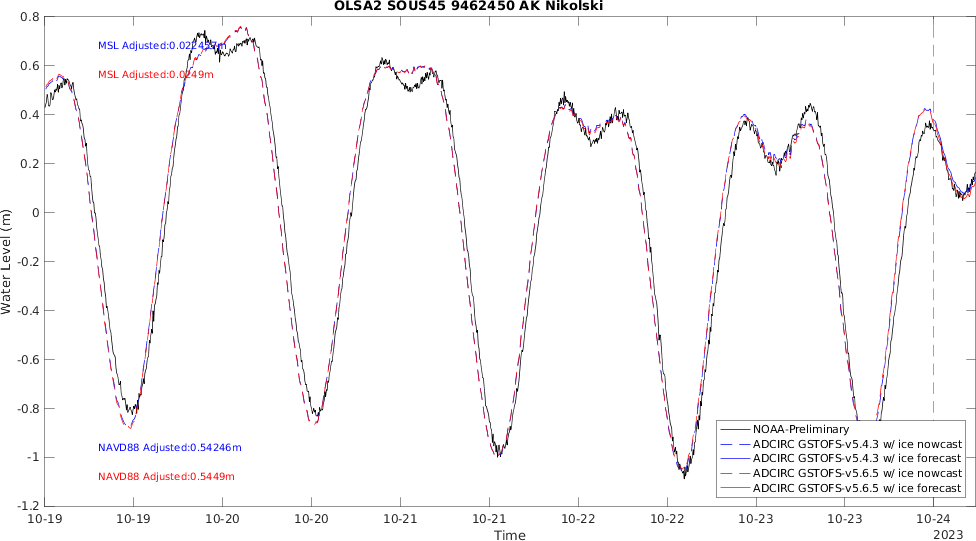 OLSA2 SOUS45 9462450 AK Nikolski
0.8
0.6
0.4
0.2
0
-0.2
-0.4
-0.6
-0.8
-1
-1.2
Water Level (m)
MSL Adjusted:0.022457m
MSL Adjusted:0.0249m
NAVD88 Adjusted:0.54246m
NAVD88 Adjusted:0.5449m
NOAA-Preliminary
ADCIRC GSTOFS-v5.4.3 w/ ice nowcast
ADCIRC GSTOFS-v5.4.3 w/ ice forecast
ADCIRC GSTOFS-v5.6.5 w/ ice nowcast
ADCIRC GSTOFS-v5.6.5 w/ ice forecast
10-19 10-19 10-20 10-20 10-21 10-21 10-22 10-22 10-23 10-23 10-24
2023
Time